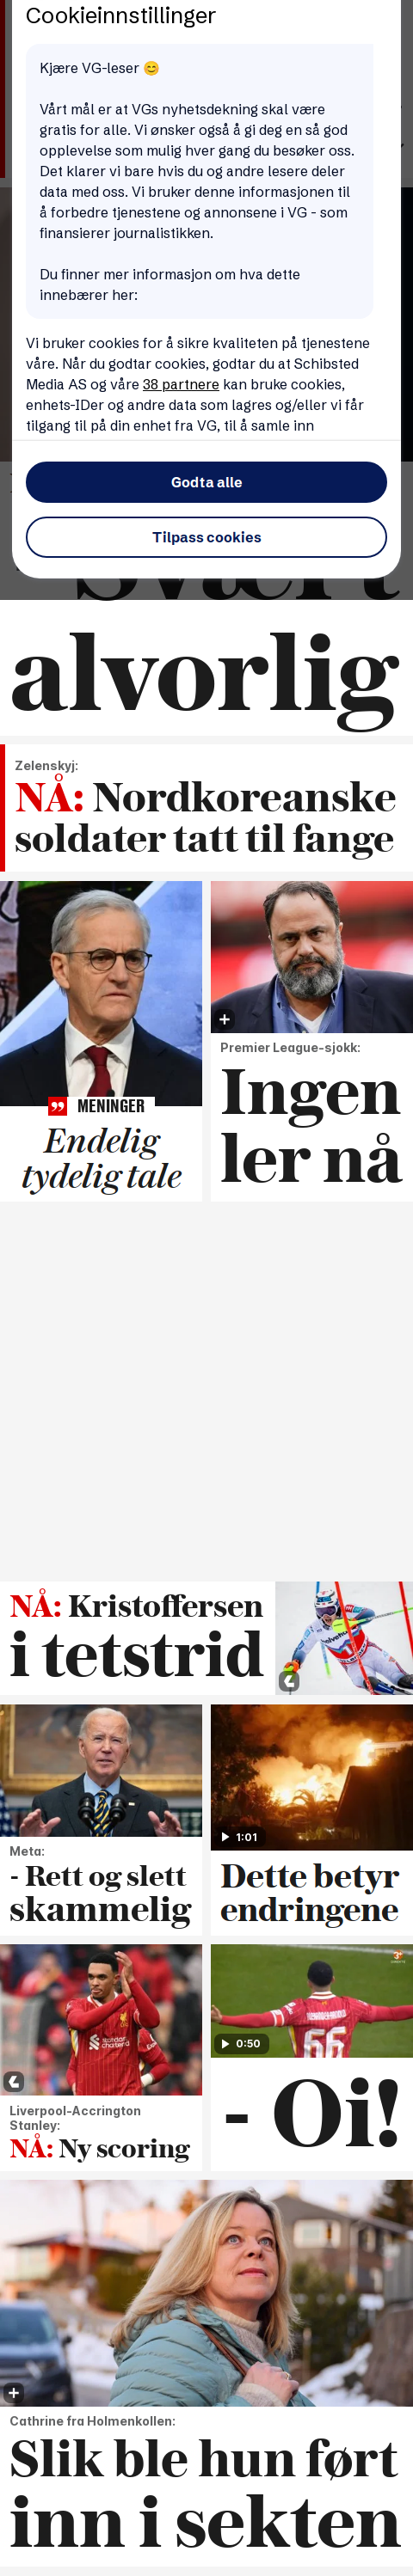 Cookieinnstillinger
Kjære VG-leser 😊
Vårt mål er at VGs nyhetsdekning skal være
gratis for alle. Vi ønsker også å gi deg en så god
opplevelse som mulig hver gang du besøker oss.
Det klarer vi bare hvis du og andre lesere deler
data med oss. Vi bruker denne informasjonen til
å forbedre tjenestene og annonsene i VG - som
finansierer journalistikken.
Du finner mer informasjon om hva dette
innebærer her:
Vi bruker cookies for å sikre kvaliteten på tjenestene
våre. Når du godtar cookies, godtar du at Schibsted
Media AS og våre 38 partnere kan bruke cookies,
enhets-IDer og andre data som lagres og/eller vi får
tilgang til på din enhet fra VG, til å samle inn
Godta alle
Tilpass cookies
alvorlig
Zelenskyj:
NÅ: Nordkoreanske
soldater tatt til fange
MENINGER
Endelig
tydelig tale
Premier League-sjokk:
Ingen
ler nå
NÅ: Kristoffersen
i tetstrid
Meta:
- Rett og slett
skammelig
1:01
Dette betyr
endringene
Liverpool-Accrington
Stanley:
NÅ: Ny scoring
66
0:50
- Oi!
Cathrine fra Holmenkollen:
Slik ble hun ført
inn i sekten